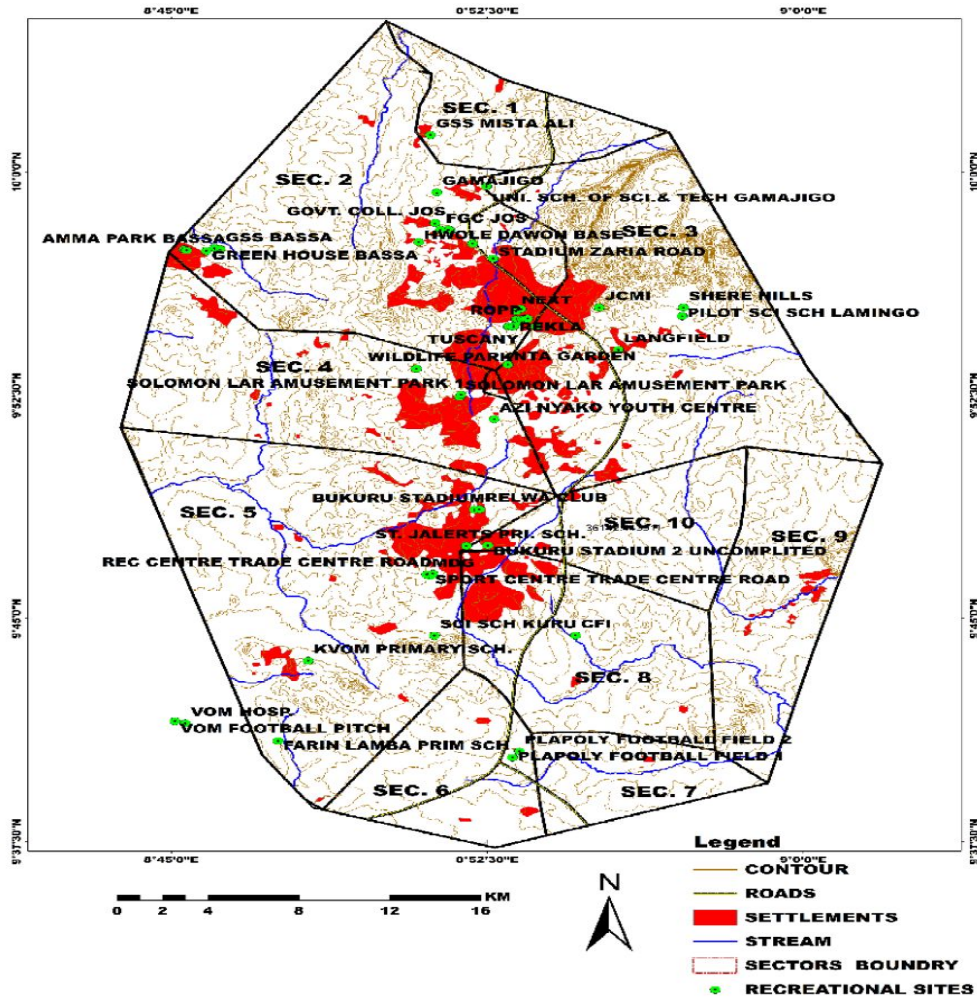 8°45'0"E
8°52'30"E
9°0'0"E
SEC. 1
GSS MISTA ALI
SEC. 2
GAMAJIGO
UNI. SCH. OF SCI.& TECH GAMAJIGO
GOVT. COLL. JOS
FGC JOS
HWOLE DAWON BASE
SEC. 3
AMMA PARK BASSA
GSS BASSA
GREEN HOUSE BASSA
STADIUM ZARIA ROAD
NEXT
JCMI
SHERE HILLS
ROPP
PILOT SCI SCH LAMINGO
REKLA
TUSCANY
LANGFIELD
WILDLIFE PARK
NTA GARDEN
SEC. 4
SOLOMON LAR AMUSEMENT PARK 1
SOLOMON LAR AMUSEMENT PARK
AZI NYAKO YOUTH CENTRE
9°52'30"N
BUKURU STADIUM
RELWA CLUB
SEC. 5
SEC. 10
SEC. 9
ST. JALERTS PRI. SCH.
BUKURU STADIUM 2 UNCOMPLITED
REC CENTRE TRADE CENTRE ROAD
MDG
SPORT CENTRE TRADE CENTRE ROAD
SCI SCH KURU
CFI
KVOM PRIMARY SCH.
SEC. 8
VOM HOSP
VOM FOOTBALL PITCH
FARIN LAMBA PRIM SCH
PLAPOLY FOOTBALL FIELD 2
PLAPOLY FOOTBALL FIELD 1
SEC. 6
SEC. 7
8°45'0"E
8°52'30"E
9°0'0"E
0 2 4 8 12 16 KM
N
Legend
CONTOUR
ROADS
SETTLEMENTS
STREAM
SECTORS BOUNDRY
RECREATIONAL SITES